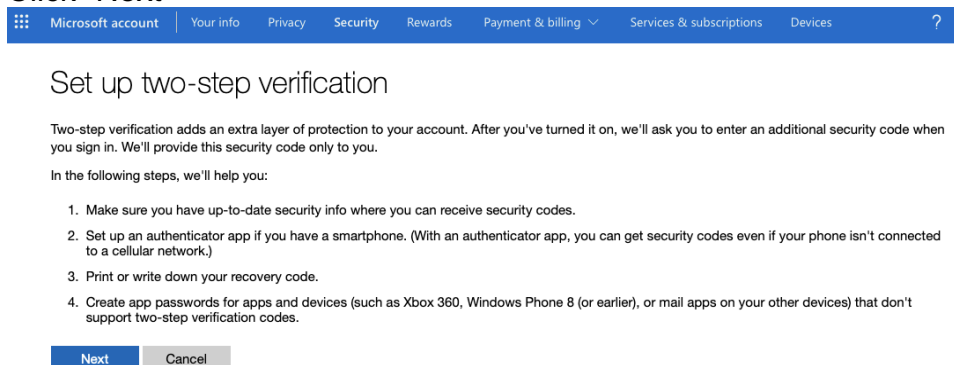 Click "Next"
Microsoft account Your info Privacy Security Rewards Payment & billing Services & subscriptions Devices ?
Set up two-step verification
Two-step verification adds an extra layer of protection to your account. After you've turned it on, we'll ask you to enter an additional security code when
you sign in. We'll provide this security code only to you.
In the following steps, we'll help you:
1. Make sure you have up-to-date security info where you can receive security codes.
2. Set up an authenticator app if you have a smartphone. (With an authenticator app, you can get security codes even if your phone isn't connected
to a cellular network.)
3. Print or write down your recovery code.
4. Create app passwords for apps and devices (such as Xbox 360, Windows Phone 8 (or earlier), or mail apps on your other devices) that don't
support two-step verification codes.
Next Cancel